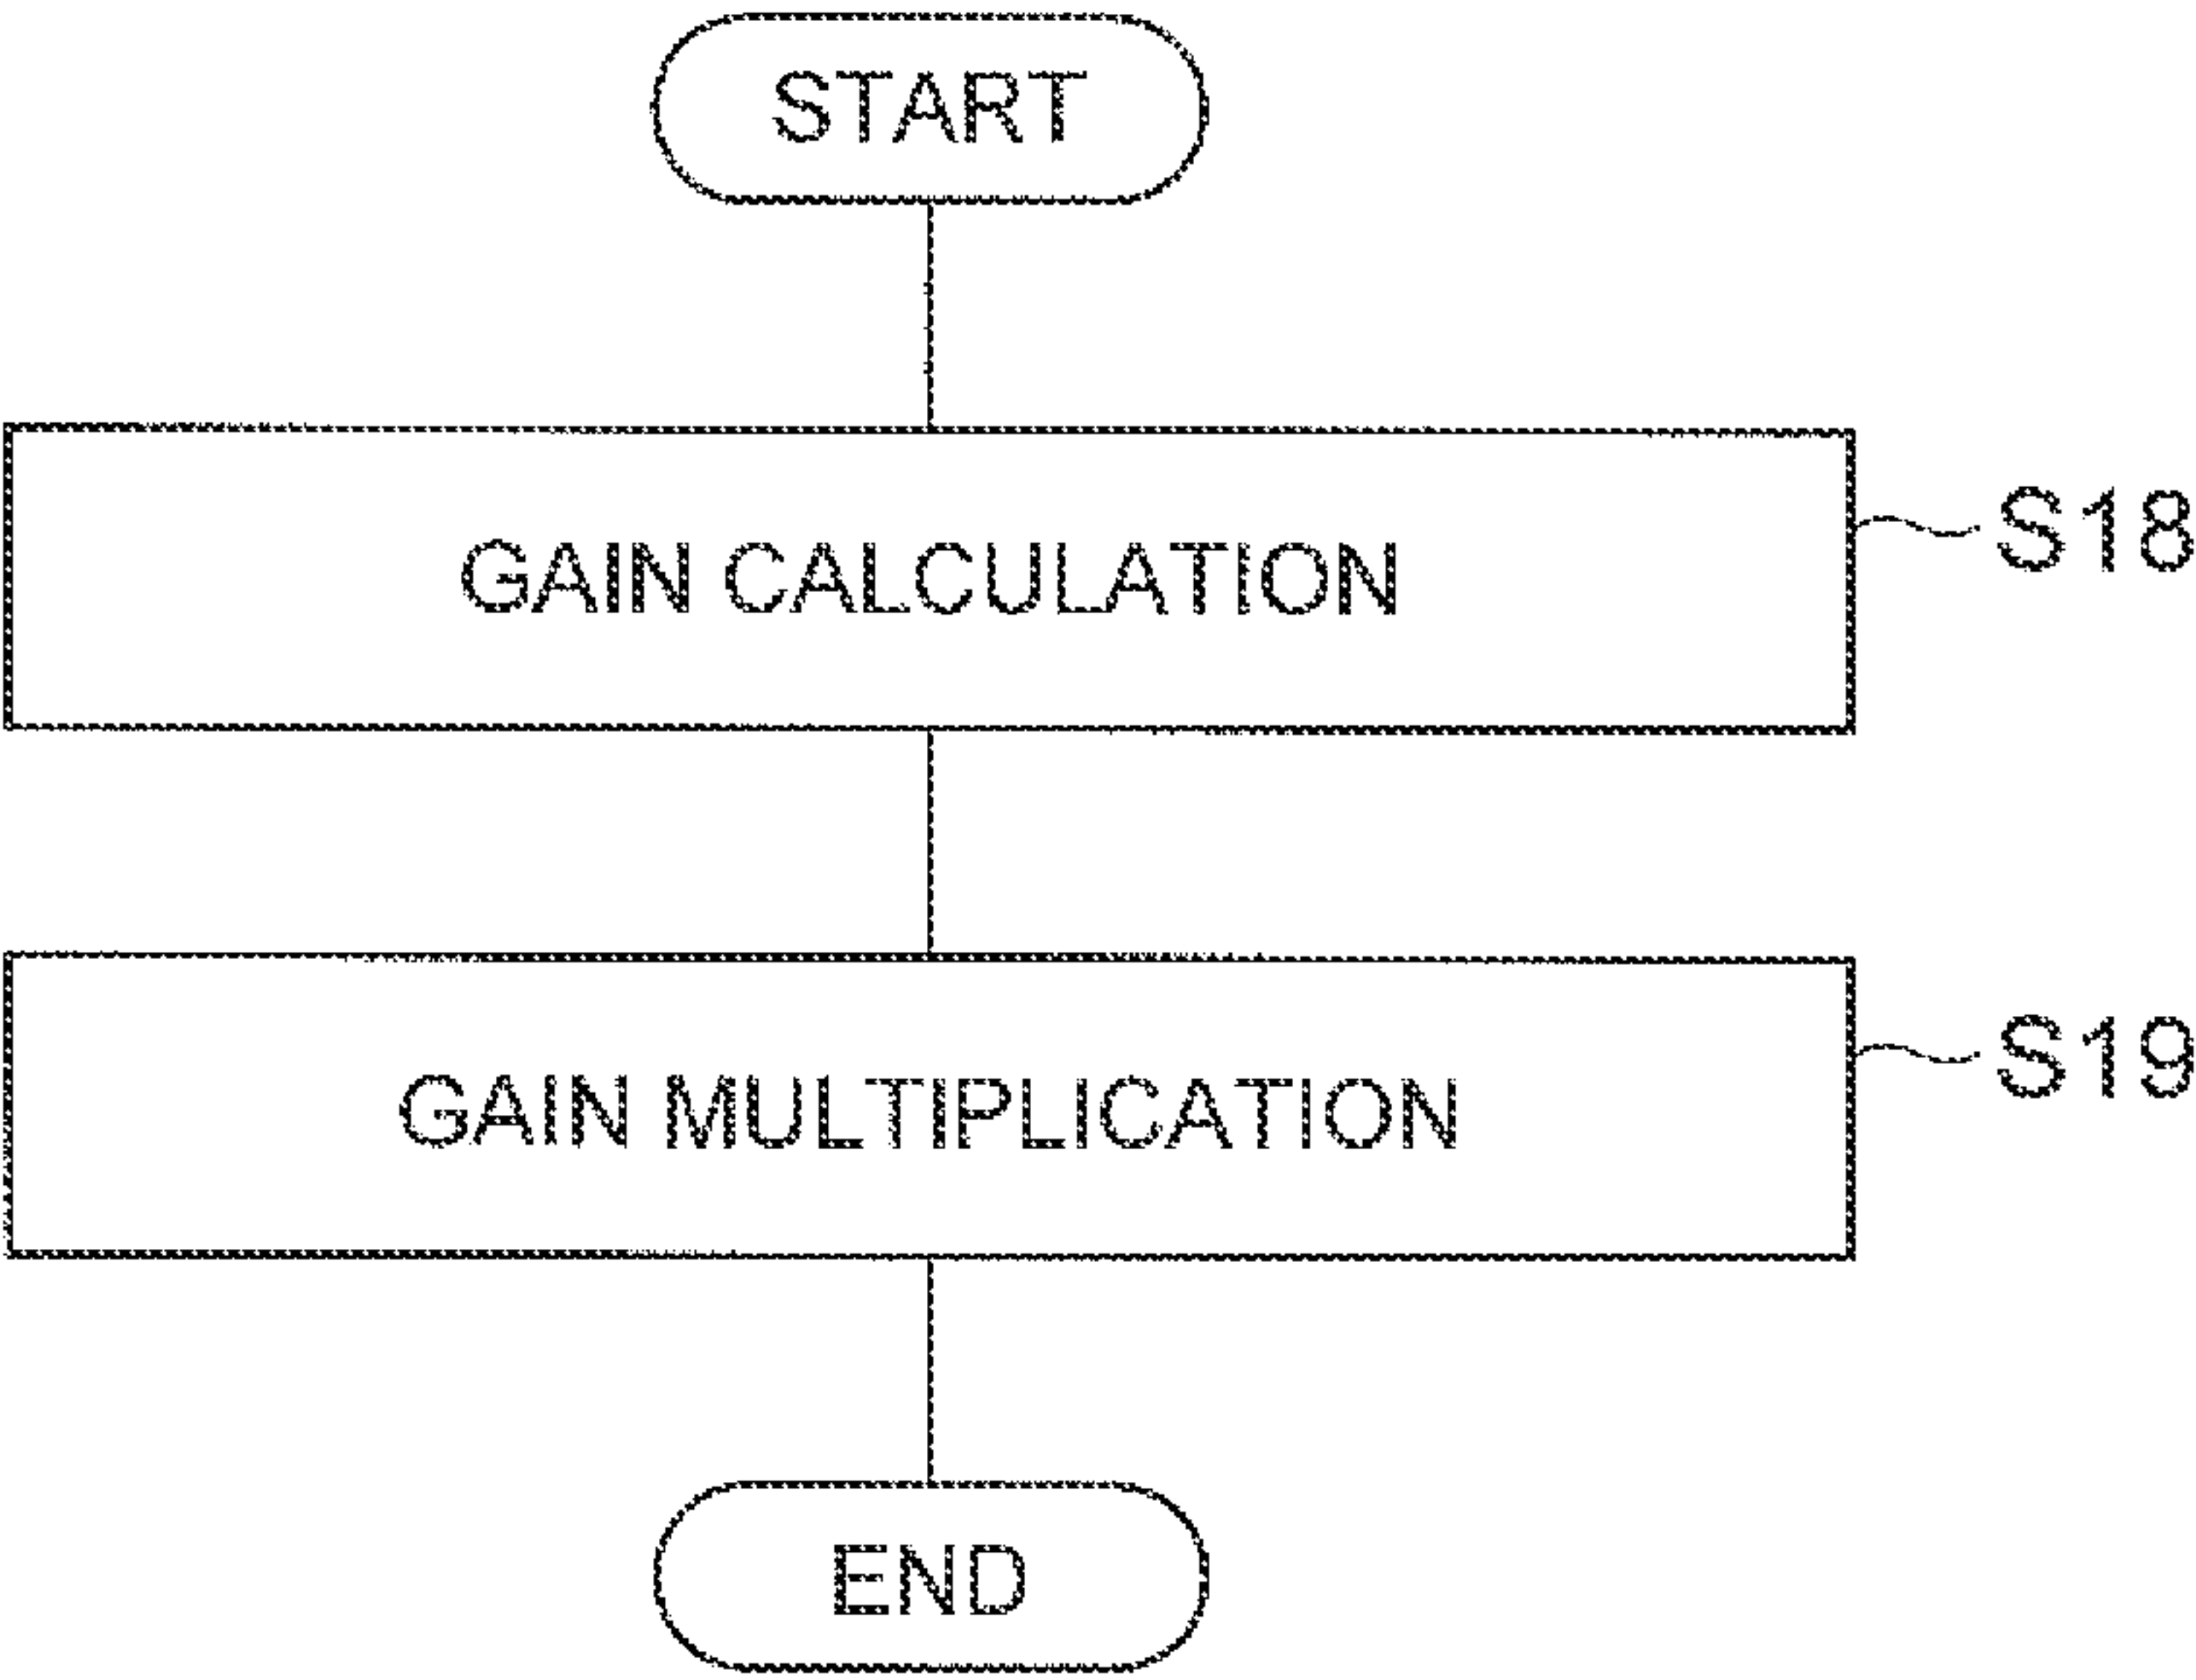 START
GAIN CALCULATION
S18
GAIN MULTIPLICATION
S19
END